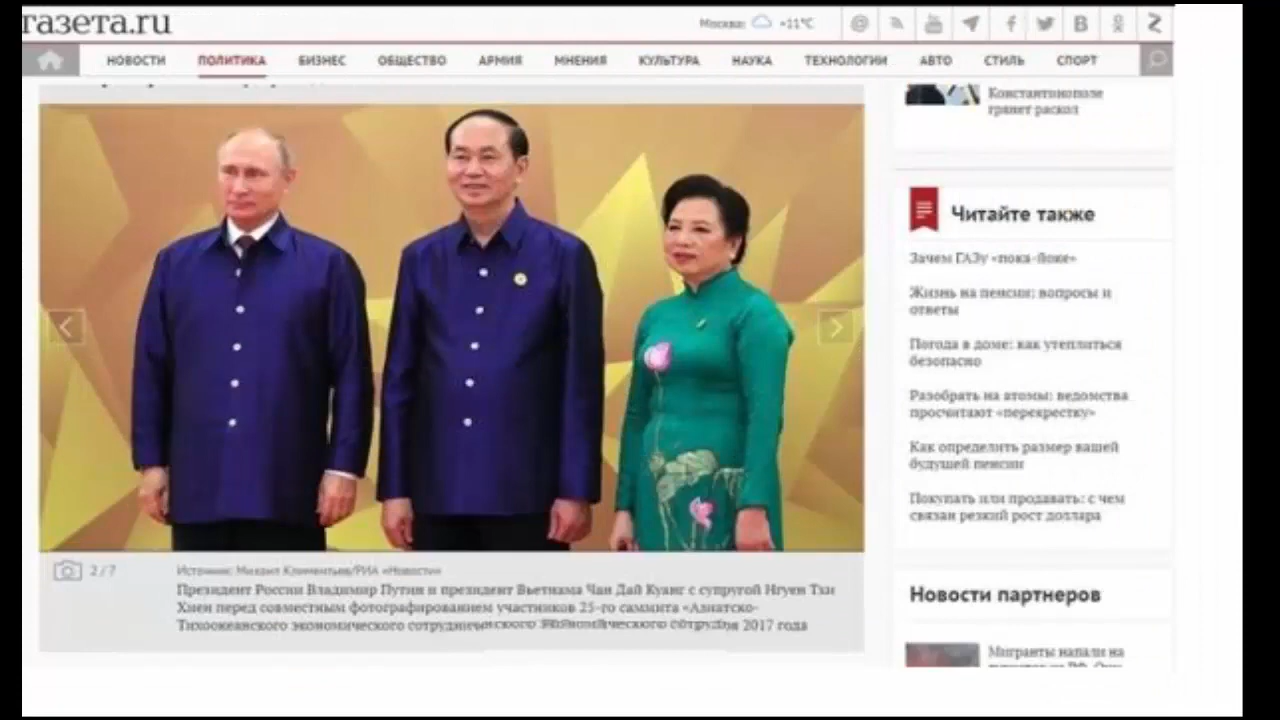 газета.ru
Москва: +11°C
НОВОСТИ ПОЛИТИКА БИЗНЕС ОБЩЕСТВО АРМИЯ МНЕНИЯ КУЛЬТУРА НАУКА ТЕХНОЛОГИИ АВТО СТИЛЬ СПОРТ
Константинополе
грянет раскол
Читайте также
Зачем ГАЗу «пока-йоке»
Жизнь на пенсии: вопросы и
ответы
Погода в доме: как утеплиться
безопасно
Разобрать на атомы: ведомства
просчитают «перекрестку»
Как определить размер вашей
будущей пенсии
Покупать или продавать: с чем
связан резкий рост доллара
2/7
Источник: Михаил Климентьев/РИА «Новости»
Президент России Владимир Путин и президент Вьетнама Чан Дай Куанг с супругой Нгуен Тхи
Хиен перед совместным фотографированием участников 25-го саммита «Азиатско-
Тихоокеанского экономического 2017 года
Новости партнеров
Мигранты напали на